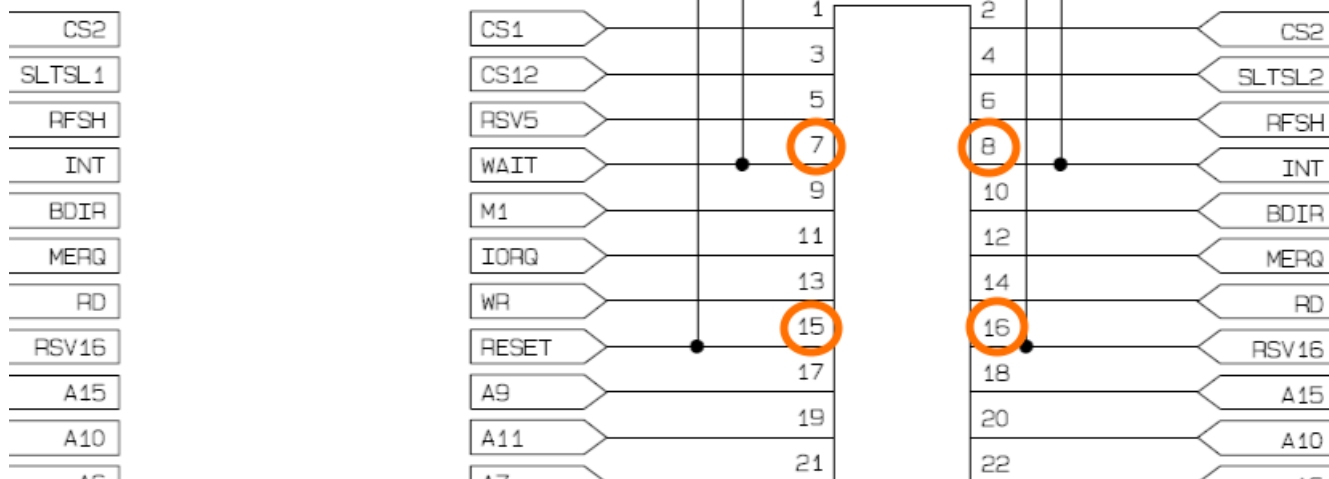 1 2
CS2 CS1 CS2
3 4
SLTSL1 CS12 SLTSL2
5 6
RFSH RSV5 RFSH
7 8
INT WAIT INT
9 10
BDIR M1 BDIR
11 12
MERQ IORQ MERQ
13 14
RD WR RD
15 16
RSV16 RESET RSV16
17 18
A15 A9 A15
19 20
A10 A11 A10
21 22